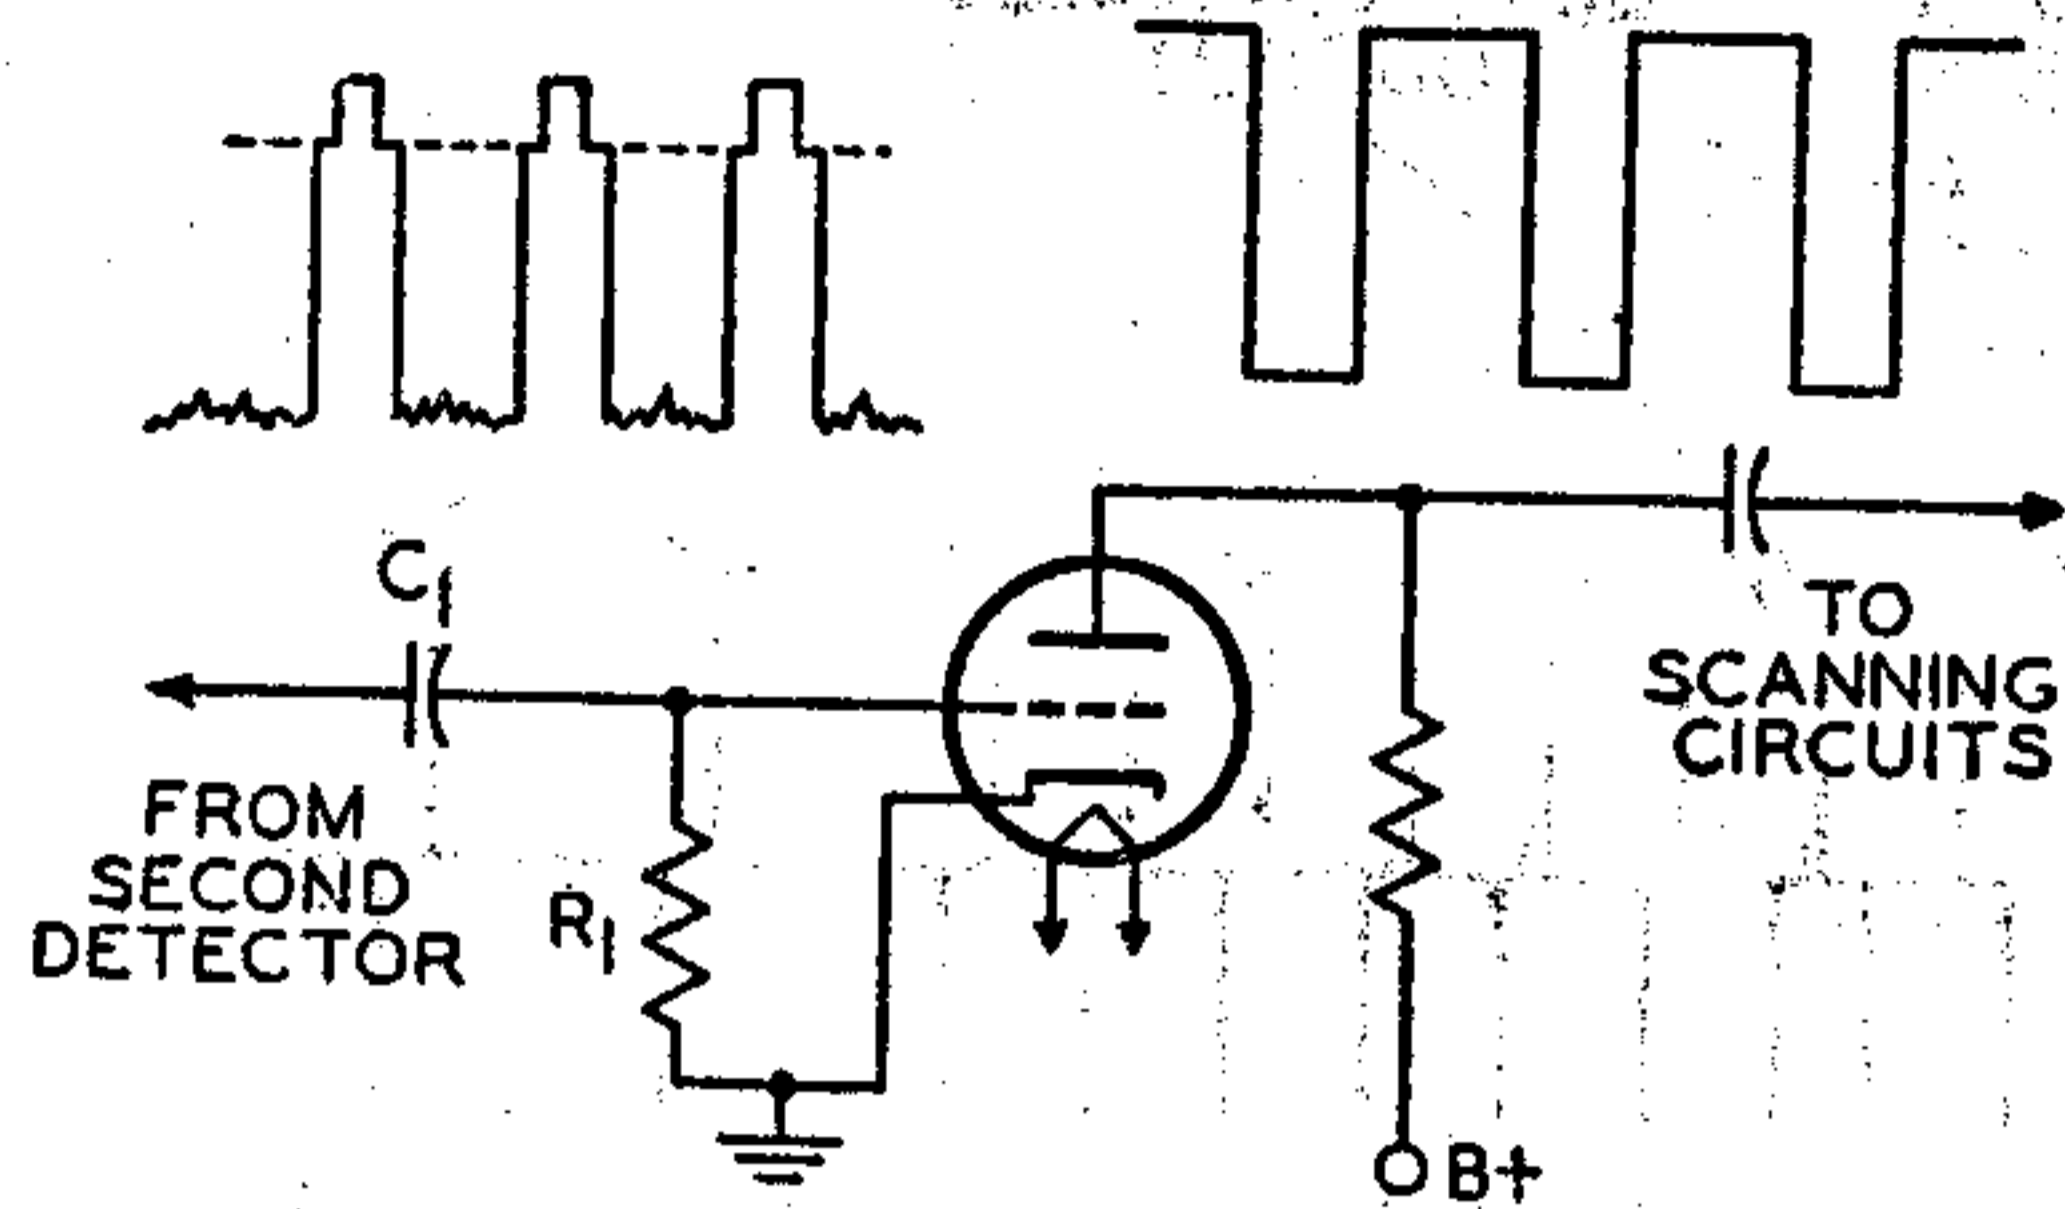 C₁
FROM
SECOND
DETECTOR
R₁
TO
SCANNING
CIRCUITS
B+